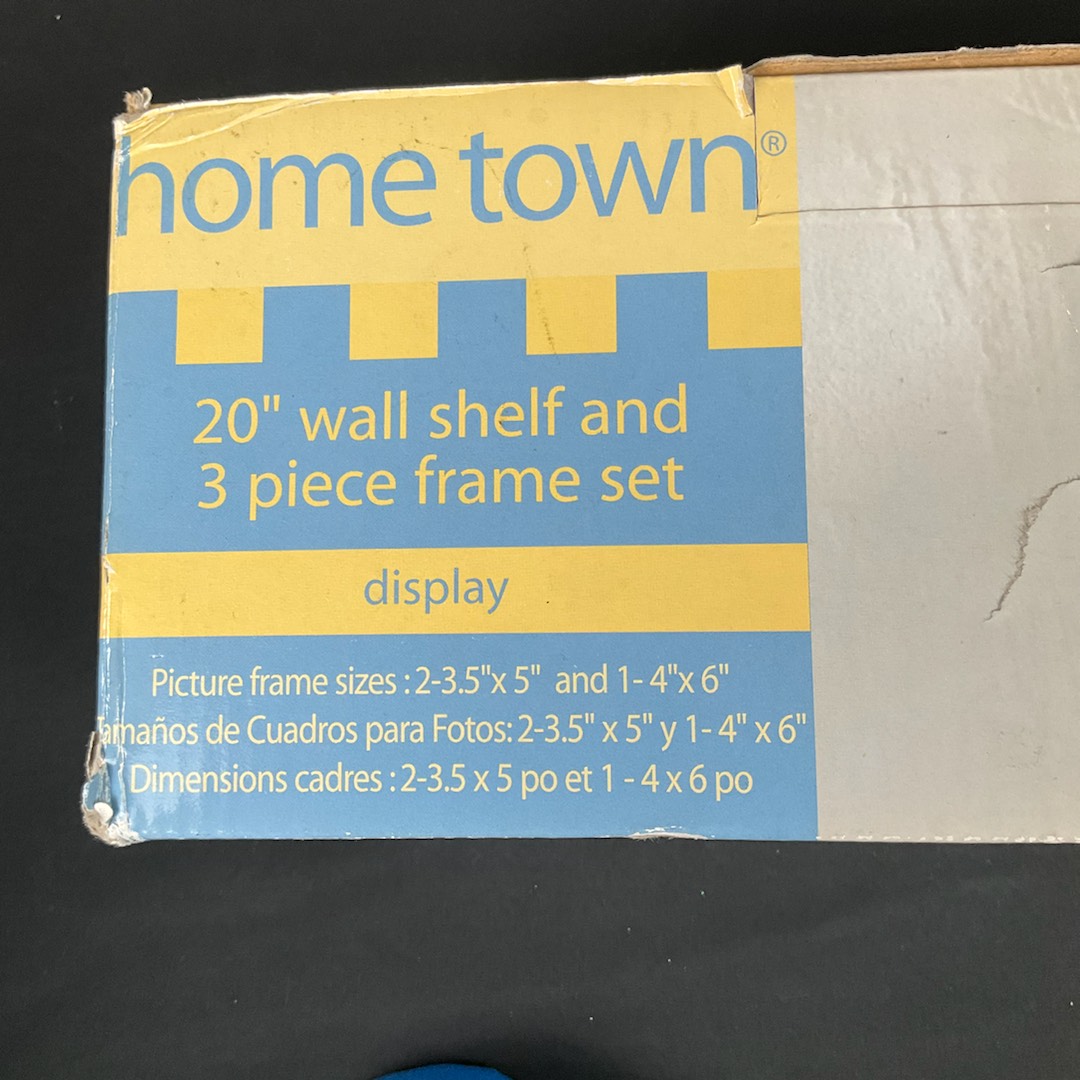 home town®
20" wall shelf and
3 piece frame set
display
Picture frame sizes : 2-3.5"x 5" and 1- 4"x 6"
Tamaños de Cuadros para Fotos: 2-3.5" x 5" y 1- 4" x 6"
Dimensions cadres : 2-3.5 x 5 po et 1 - 4 x 6 po